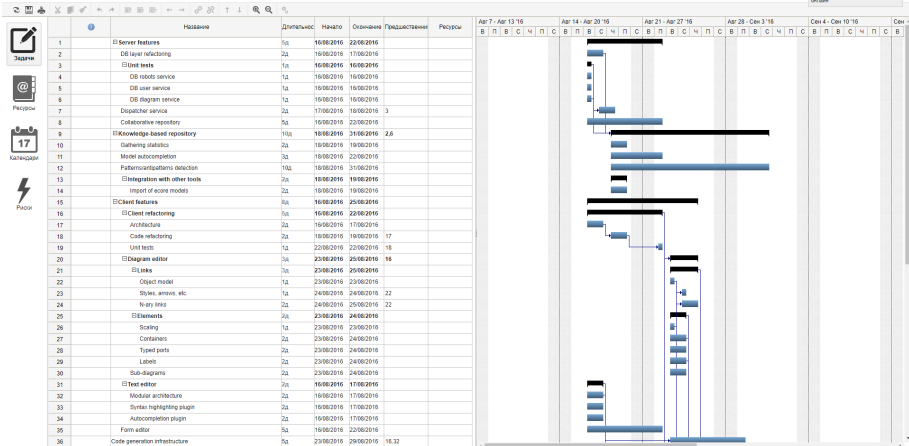 онлайн
Авг 7 - Авг 13 '16 Авг 14 - Авг 20 '16 Авг 21 - Авг 27 '16 Авг 28 - Сен 3 '16 Сен 4 - Сен 10 '16 Сен
Название Длительнос Начало Окончание Предшественни Ресурсы В П В С Ч П С В П В С Ч П С В П В С Ч П С В П В С Ч П С В П В С Ч П С В
Задачи
Ресурсы
17
Календари
Риски
1 Server features 5д 16/08/2016 22/08/2016
2 DB layer refactoring 2д 16/08/2016 17/08/2016
3 Unit tests 1д 16/08/2016 16/08/2016
4 DB robots service 1д 16/08/2016 16/08/2016
5 DB user service 1д 16/08/2016 16/08/2016
6 DB diagram service 1д 16/08/2016 16/08/2016
7 Dispatcher service 2д 17/08/2016 18/08/2016 3
8 Collaborative repository 5д 16/08/2016 22/08/2016
9 Knowledge-based repository 10д 18/08/2016 31/08/2016 2,6
10 Gathering statistics 2д 18/08/2016 19/08/2016
11 Model autocompletion 3д 18/08/2016 22/08/2016
12 Patterns\antipatterns detection 10д 18/08/2016 31/08/2016
13 Integration with other tools 2д 18/08/2016 19/08/2016
14 Import of ecore models 2д 18/08/2016 19/08/2016
15 Client features 8д 16/08/2016 25/08/2016
16 Client refactoring 5д 16/08/2016 22/08/2016
17 Architecture 2д 16/08/2016 17/08/2016
18 Code refactoring 2д 18/08/2016 19/08/2016 17
19 Unit tests 1д 22/08/2016 22/08/2016 18
20 Diagram editor 3д 23/08/2016 25/08/2016 16
21 Links 3д 23/08/2016 25/08/2016
22 Object model 1д 23/08/2016 23/08/2016
23 Styles, arrows, etc. 1д 24/08/2016 24/08/2016 22
24 N-ary links 2д 24/08/2016 25/08/2016 22
25 Elements 2д 23/08/2016 24/08/2016
26 Scaling 1д 23/08/2016 23/08/2016
27 Containers 2д 23/08/2016 24/08/2016
28 Typed ports 2д 23/08/2016 24/08/2016
29 Labels 2д 23/08/2016 24/08/2016
30 Sub-diagrams 2д 23/08/2016 24/08/2016
31 Text editor 2д 16/08/2016 17/08/2016
32 Modular architecture 2д 16/08/2016 17/08/2016
33 Syntax highlighting plugin 2д 16/08/2016 17/08/2016
34 Autocompletion plugin 2д 16/08/2016 17/08/2016
35 Form editor 5д 16/08/2016 22/08/2016
36 Code generation infrastructure 5д 23/08/2016 29/08/2016 16,32